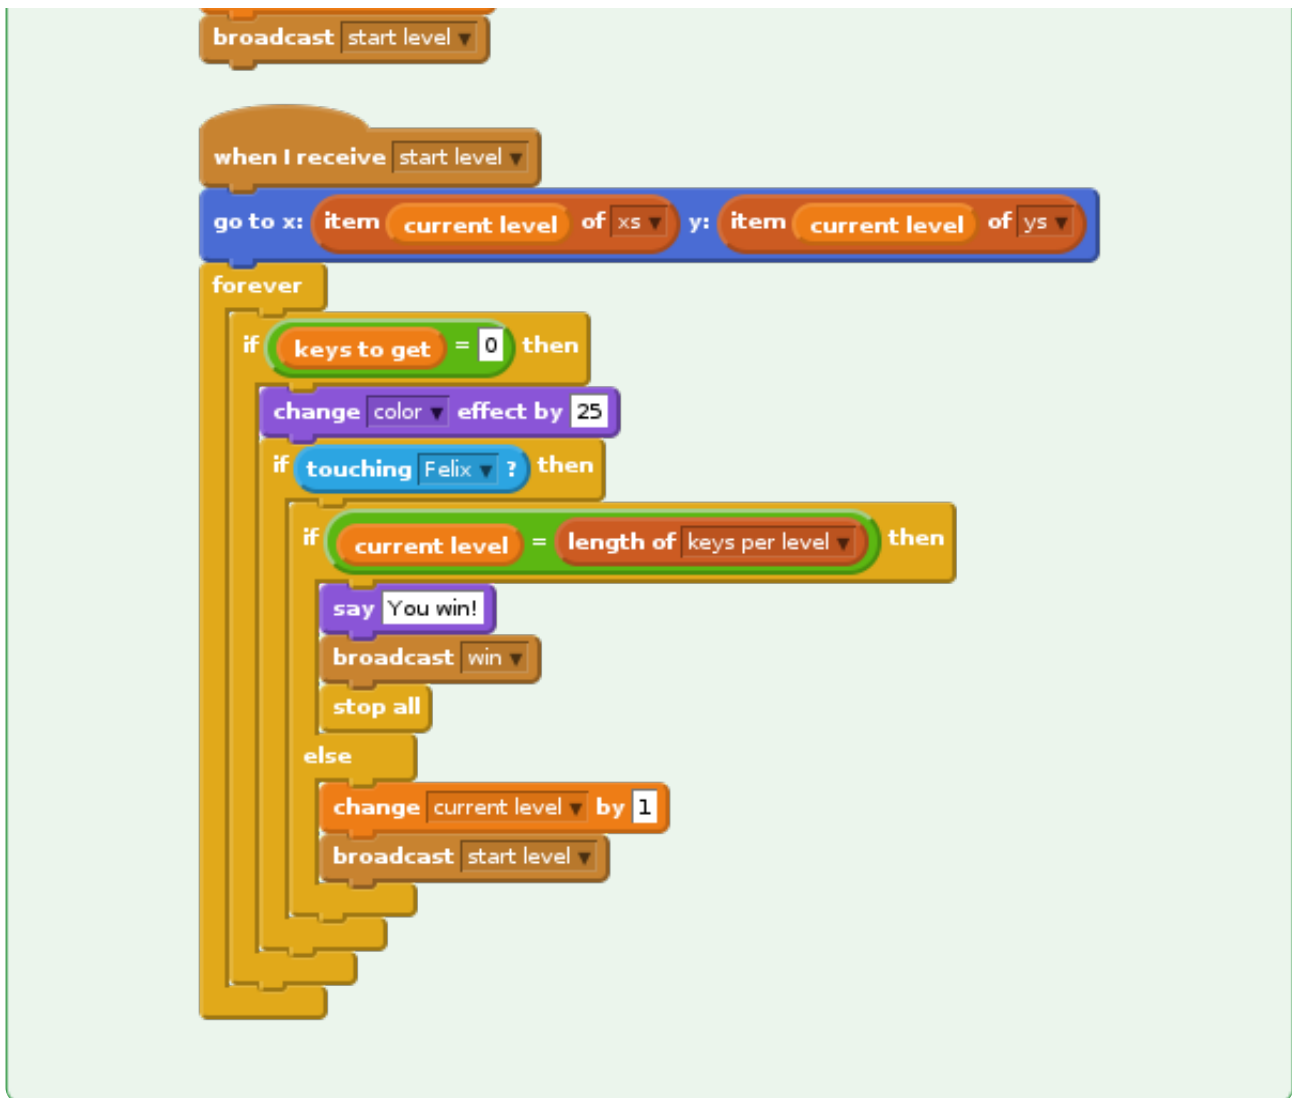 broadcast start level
when I receive start level
go to x: item current level of xs y: item current level of ys
forever
if keys to get = 0 then
change color effect by 25
if touching Felix ? then
if current level = length of keys per level then
say You win!
broadcast win
stop all
else
change current level by 1
broadcast start level